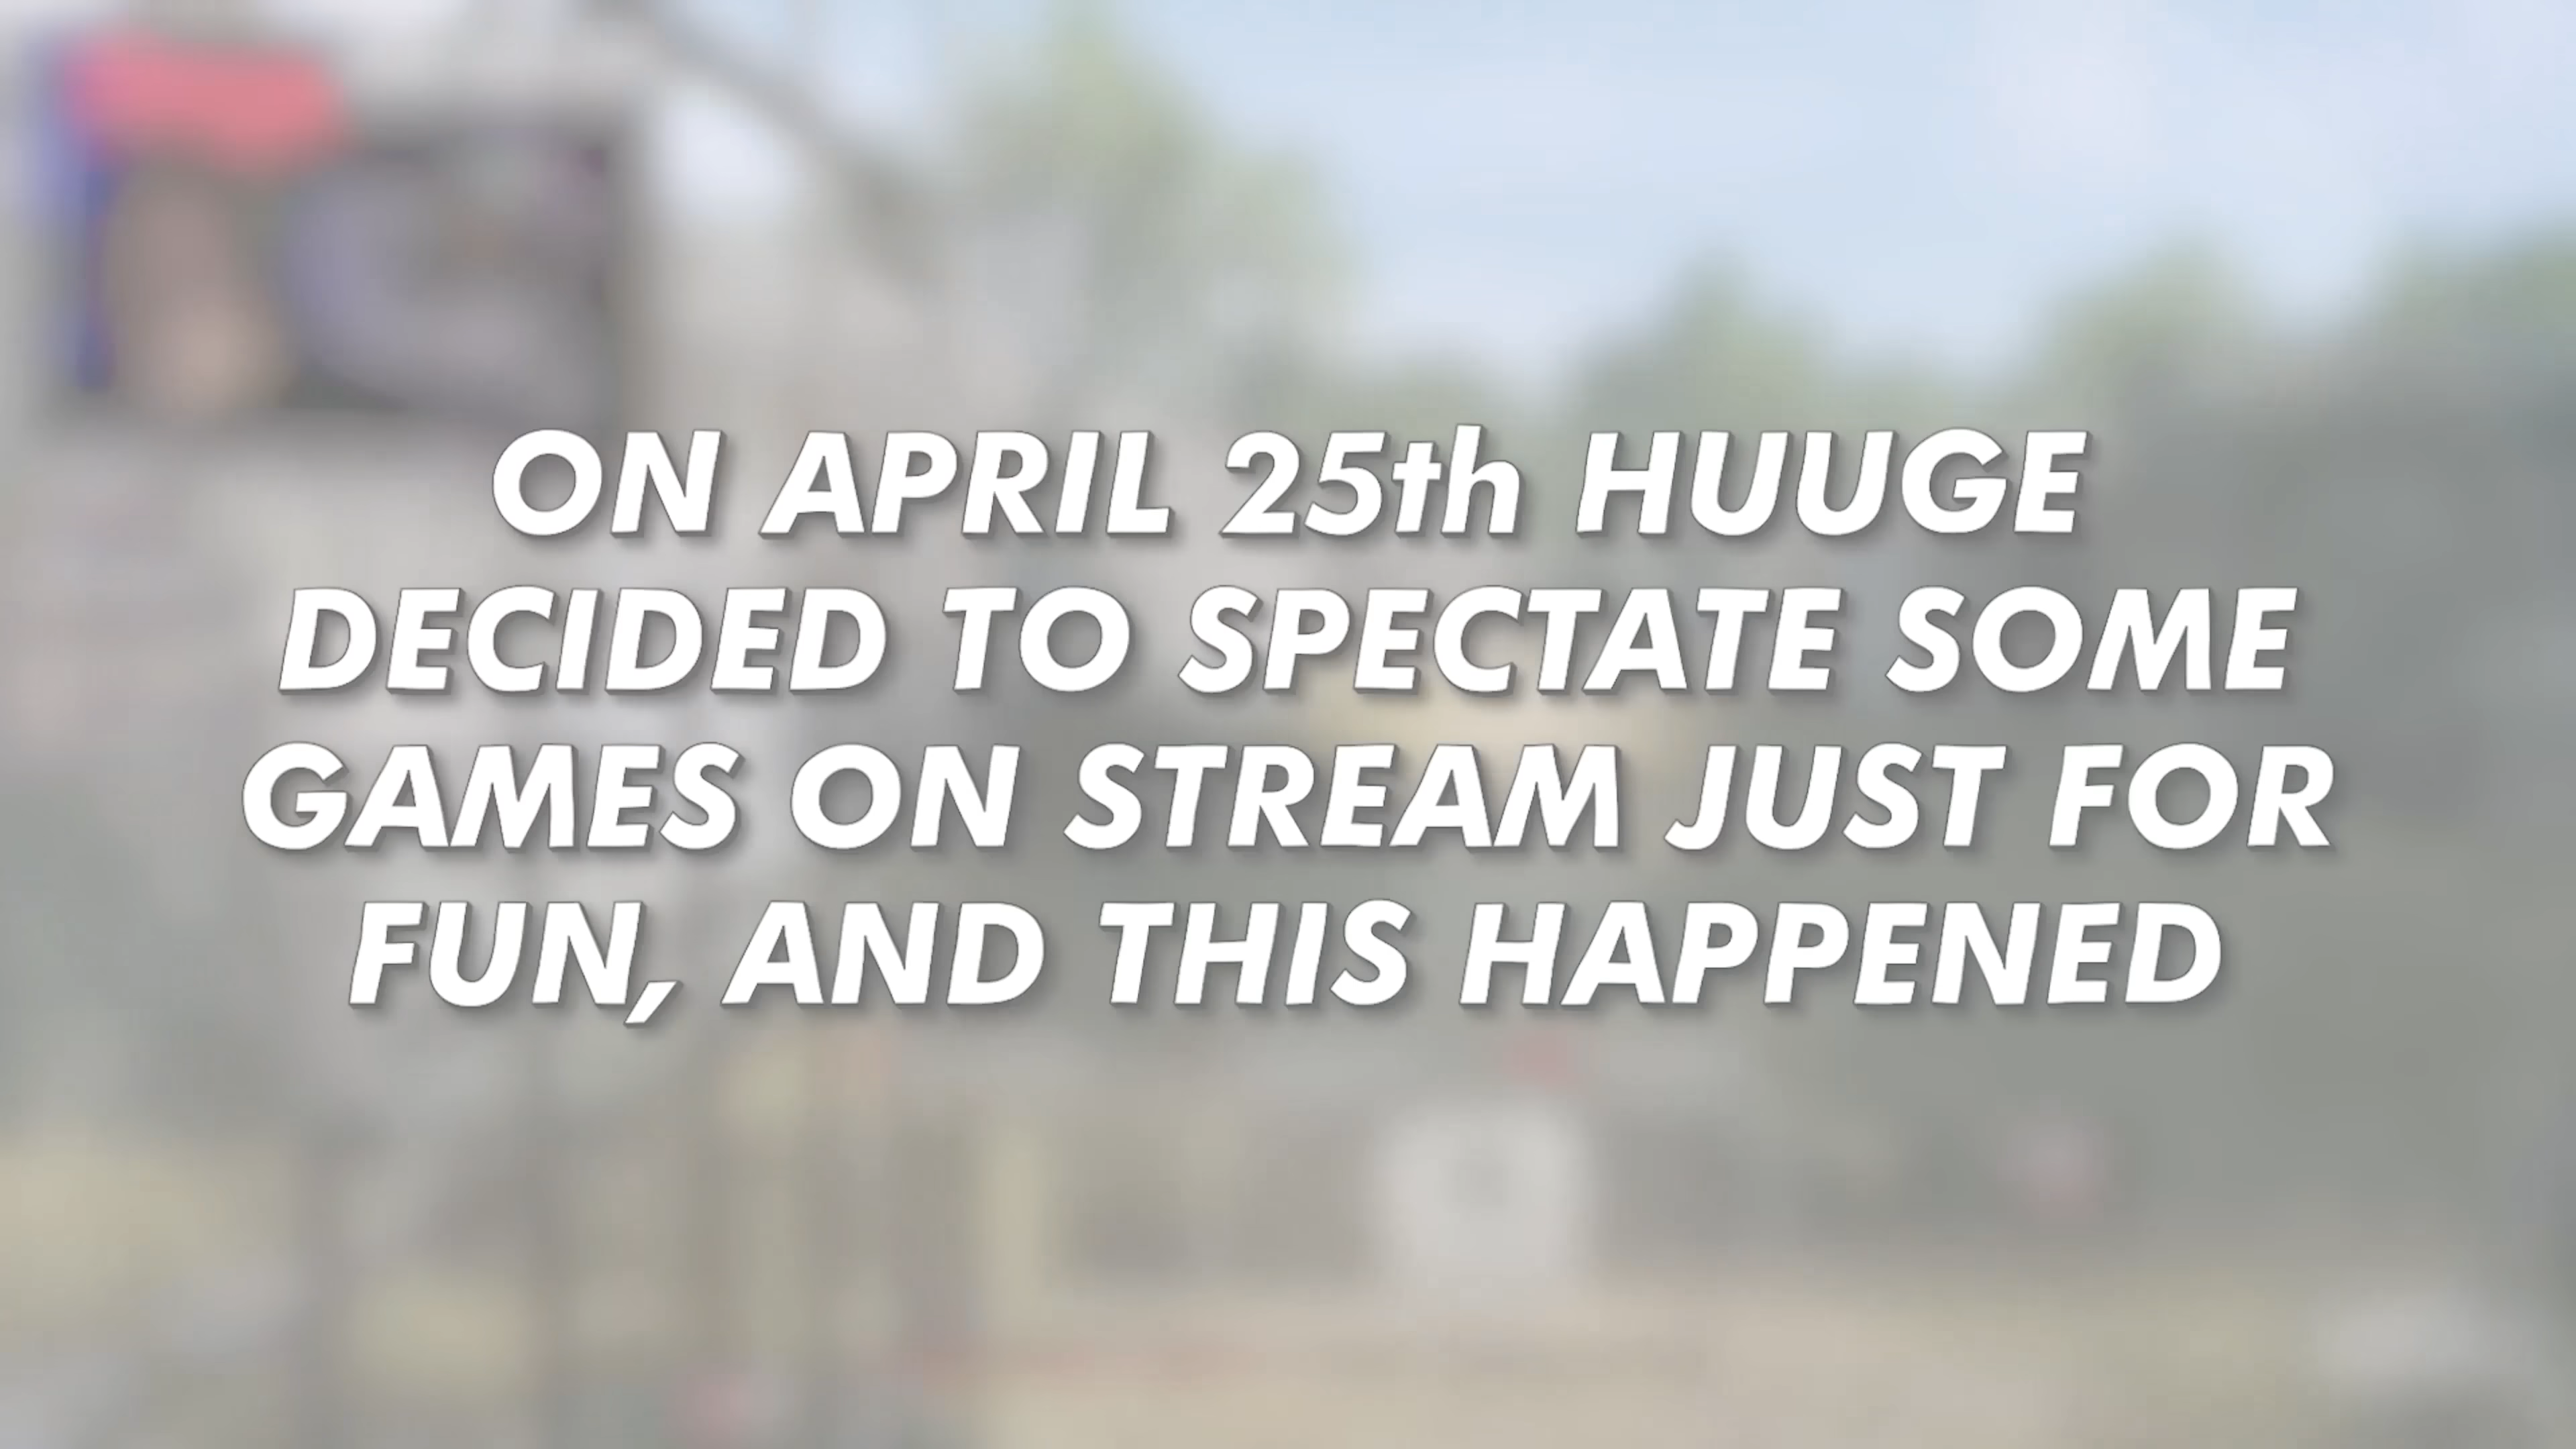 ON APRIL 25th HUUGE
DECIDED TO SPECTATE SOME
GAMES ON STREAM JUST FOR
FUN, AND THIS HAPPENED